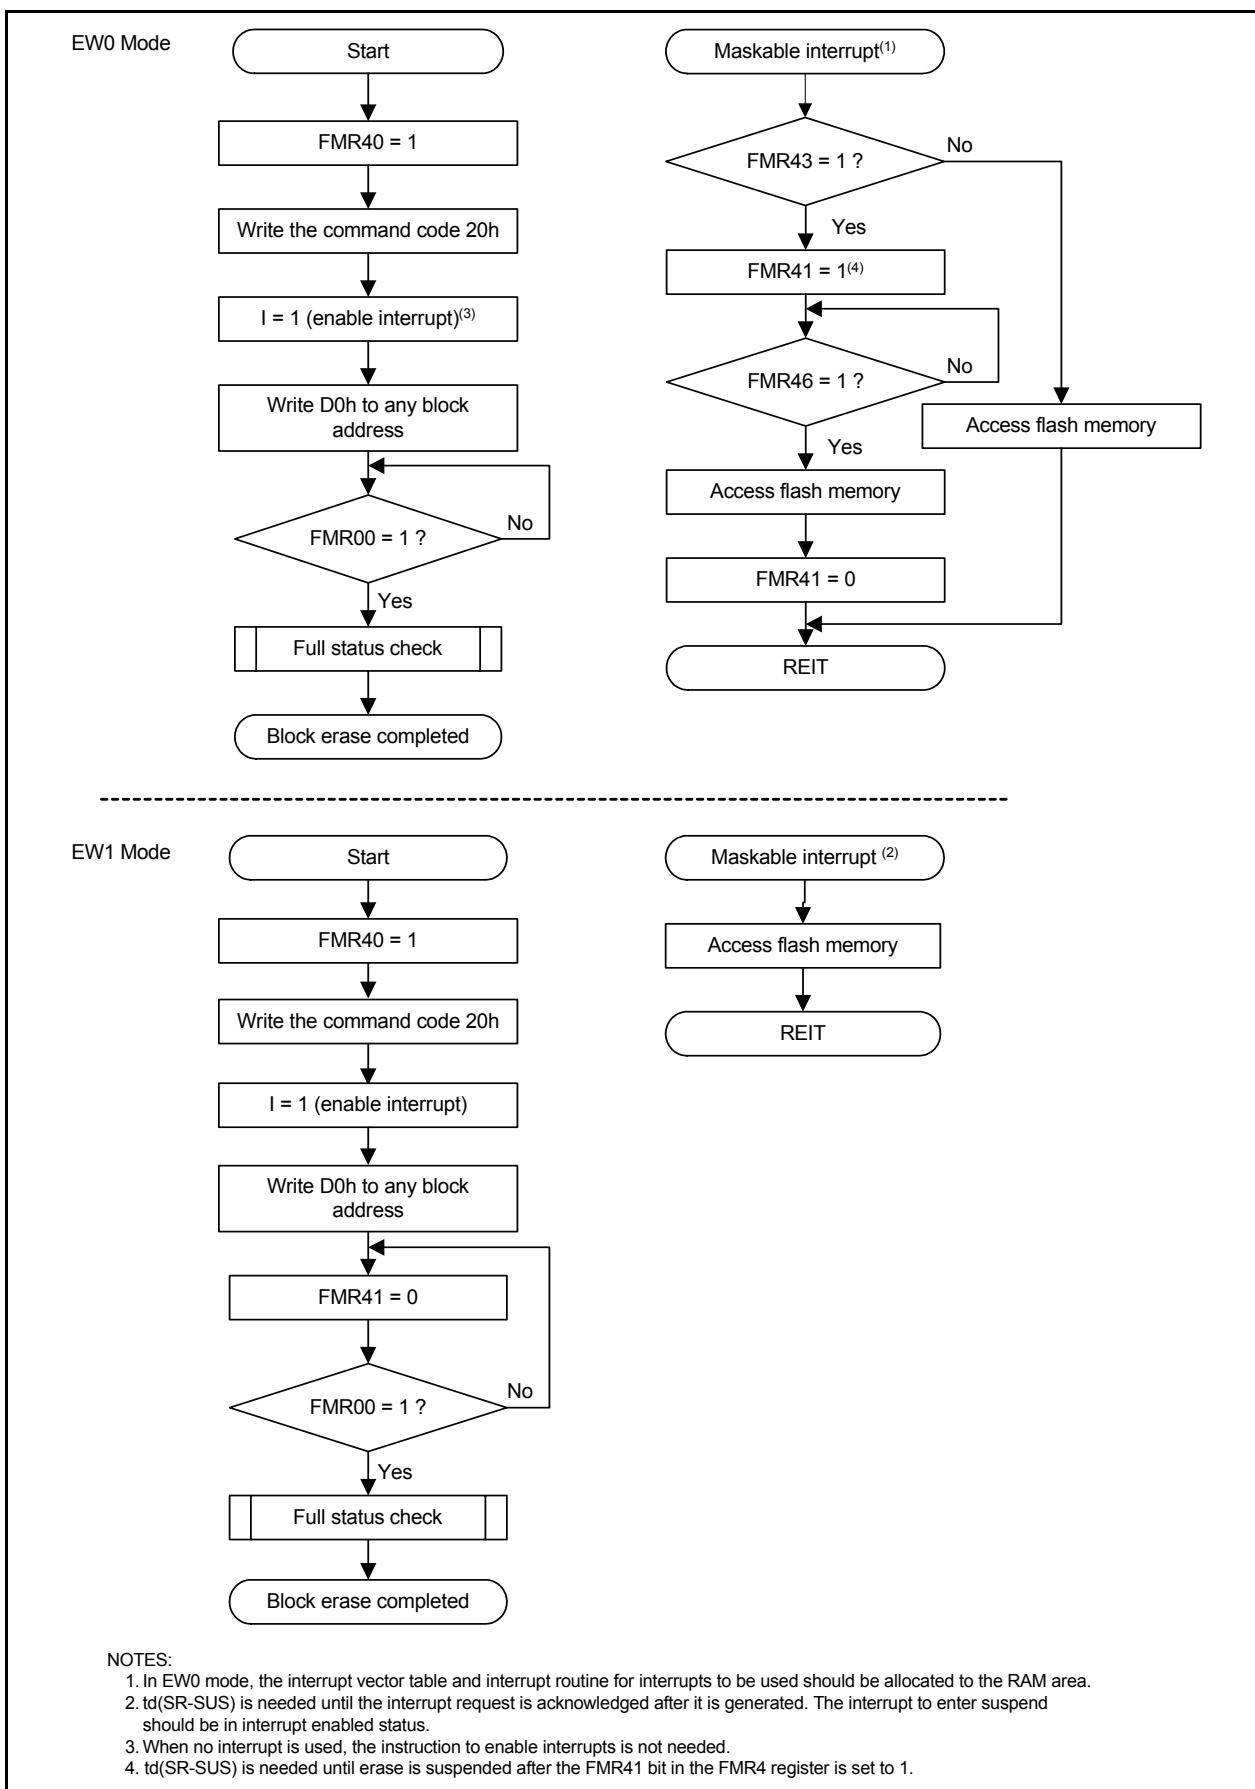 EW0 Mode
Start
FMR40 = 1
Write the command code 20h
I = 1 (enable interrupt)(3)
Write D0h to any block
address
FMR00 = 1 ?
No
Yes
Full status check
Block erase completed
Maskable interrupt(1)
FMR43 = 1 ?
No
Yes
FMR41 = 1(4)
FMR46 = 1 ?
No
Yes
Access flash memory
Access flash memory
FMR41 = 0
REIT
EW1 Mode
Start
FMR40 = 1
Write the command code 20h
I = 1 (enable interrupt)
Write D0h to any block
address
FMR41 = 0
FMR00 = 1 ?
No
Yes
Full status check
Block erase completed
Maskable interrupt (2)
Access flash memory
REIT
NOTES:
1. In EW0 mode, the interrupt vector table and interrupt routine for interrupts to be used should be allocated to the RAM area.
2. td(SR-SUS) is needed until the interrupt request is acknowledged after it is generated. The interrupt to enter suspend
should be in interrupt enabled status.
3. When no interrupt is used, the instruction to enable interrupts is not needed.
4. td(SR-SUS) is needed until erase is suspended after the FMR41 bit in the FMR4 register is set to 1.